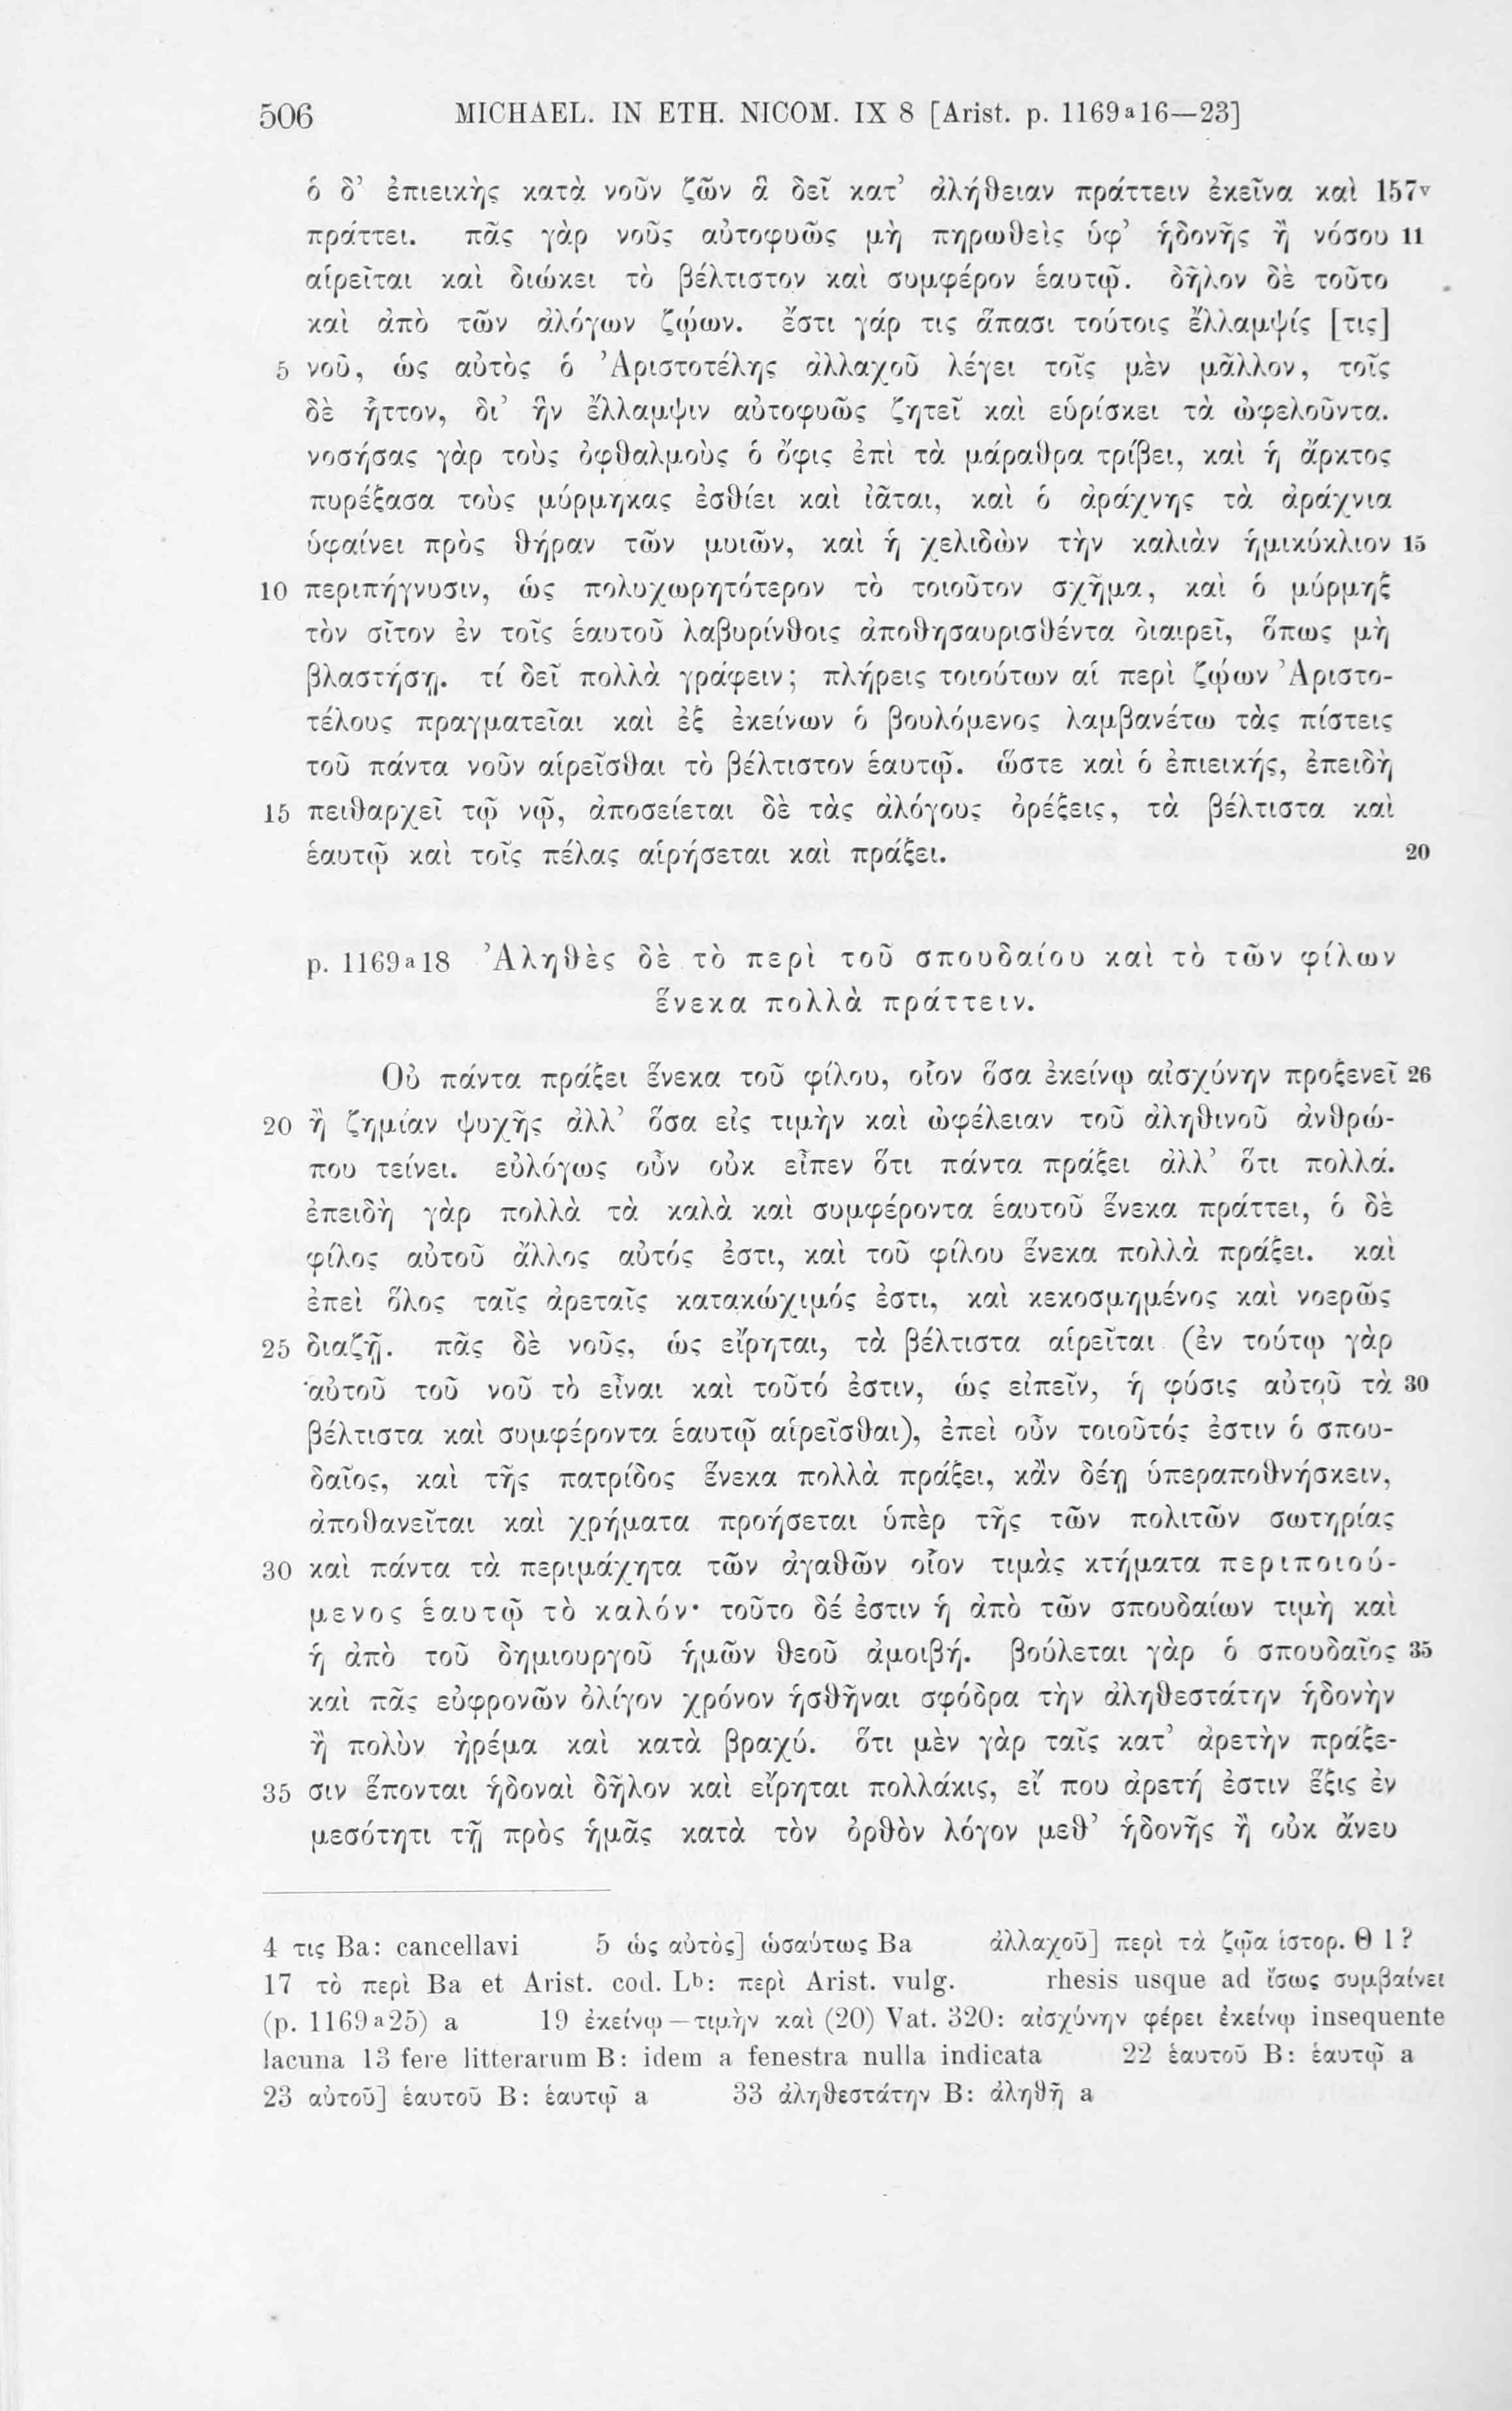 506 MICHAEL. IN ETH. NICOM. IX 8 [Arist. p. 1169a16—23]
ὁ δ’ ἐπιεικὴς κατὰ νοῦν ζῶν ἃ δεῖ κατ’ ἀλήθειαν πράττειν ἐκεῖνα καὶ 157v
πράττει. πᾶς γὰρ νοῦς αὐτοφυῶς μὴ πηρωθεὶς ὑφ’ ἡδονῆς ἢ νόσου 11
αἱρεῖται καὶ διώκει τὸ βέλτιστον καὶ συμφέρον ἑαυτῷ. δῆλον δὲ τοῦτο
καὶ ἀπὸ τῶν ἀλόγων ζῴων. ἔστι γάρ τις ἅπασι τούτοις ἔλλαμψίς [τις]
5 νοῦ, ὡς αὐτὸς ὁ Ἀριστοτέλης ἀλλαχοῦ λέγει τοῖς μὲν μᾶλλον, τοῖς
δὲ ἧττον, δι’ ἣν ἔλλαμψιν αὐτοφυῶς ζητεῖ καὶ εὑρίσκει τὰ ὠφελοῦντα.
νοσήσας γὰρ τοὺς ὀφθαλμοὺς ὁ ὄφις ἐπὶ τὰ μάραθρα τρίβει, καὶ ἡ ἄρκτος
πυρέξασα τοὺς μύρμηκας ἐσθίει καὶ ἰᾶται, καὶ ὁ ἀράχνης τὰ ἀράχνια
ὑφαίνει πρὸς θήραν τῶν μυιῶν, καὶ ἡ χελιδὼν τὴν καλιὰν ἡμικύκλιον 15
10 περιπήγνυσιν, ὡς πολυχωρητότερον τὸ τοιοῦτον σχῆμα, καὶ ὁ μύρμηξ
τὸν σῖτον ἐν τοῖς ἑαυτοῦ λαβυρίνθοις ἀποθησαυρισθέντα διαιρεῖ, ὅπως μὴ
βλαστήσῃ. τί δεῖ πολλὰ γράφειν; πλήρεις τοιούτων αἱ περὶ ζῴων Ἀριστο-
τέλους πραγματεῖαι καὶ ἐξ ἐκείνων ὁ βουλόμενος λαμβανέτω τὰς πίστεις
τοῦ πάντα νοῦν αἱρεῖσθαι τὸ βέλτιστον ἑαυτῷ. ὥστε καὶ ὁ ἐπιεικής, ἐπειδὴ
15 πειθαρχεῖ τῷ νῷ, ἀποσείεται δὲ τὰς ἀλόγους ὀρέξεις, τὰ βέλτιστα καὶ
ἑαυτῷ καὶ τοῖς πέλας αἱρήσεται καὶ πράξει. 20
p. 1169a18 Ἀληθὲς δὲ τὸ περὶ τοῦ σπουδαίου καὶ τὸ τῶν φίλων
ἕνεκα πολλὰ πράττειν.
Οὐ πάντα πράξει ἕνεκα τοῦ φίλου, οἷον ὅσα ἐκείνῳ αἰσχύνην προξενεῖ 26
20 ἢ ζημίαν ψυχῆς ἀλλ’ ὅσα εἰς τιμὴν καὶ ὠφέλειαν τοῦ ἀληθινοῦ ἀνθρώ-
που τείνει. εὐλόγως οὖν οὐκ εἶπεν ὅτι πάντα πράξει ἀλλ’ ὅτι πολλά.
ἐπειδὴ γὰρ πολλὰ τὰ καλὰ καὶ συμφέροντα ἑαυτοῦ ἕνεκα πράττει, ὁ δὲ
φίλος αὐτοῦ ἄλλος αὐτός ἐστι, καὶ τοῦ φίλου ἕνεκα πολλὰ πράξει. καὶ
ἐπεὶ ὅλος ταῖς ἀρεταῖς κατακώχιμός ἐστι, καὶ κεκοσμημένος καὶ νοερῶς
25 διαζῇ. πᾶς δὲ νοῦς, ὡς εἴρηται, τὰ βέλτιστα αἱρεῖται (ἐν τούτῳ γὰρ
αὐτοῦ τοῦ νοῦ τὸ εἶναι καὶ τοῦτό ἐστιν, ὡς εἰπεῖν, ἡ φύσις αὐτοῦ τὰ 30
βέλτιστα καὶ συμφέροντα ἑαυτῷ αἱρεῖσθαι), ἐπεὶ οὖν τοιοῦτός ἐστιν ὁ σπου-
δαῖος, καὶ τῆς πατρίδος ἕνεκα πολλὰ πράξει, κἂν δέῃ ὑπεραποθνήσκειν,
ἀποθανεῖται καὶ χρήματα προήσεται ὑπὲρ τῆς τῶν πολιτῶν σωτηρίας
30 καὶ πάντα τὰ περιμάχητα τῶν ἀγαθῶν οἷον τιμὰς κτήματα περιποιού-
μενος ἑαυτῷ τὸ καλόν· τοῦτο δέ ἐστιν ἡ ἀπὸ τῶν σπουδαίων τιμὴ καὶ
ἡ ἀπὸ τοῦ δημιουργοῦ ἡμῶν θεοῦ ἀμοιβή. βούλεται γὰρ ὁ σπουδαῖος 35
καὶ πᾶς εὐφρονῶν ὀλίγον χρόνον ἡσθῆναι σφόδρα τὴν ἀληθεστάτην ἡδονὴν
ἢ πολὺν ἠρέμα καὶ κατὰ βραχύ. ὅτι μὲν γὰρ ταῖς κατ’ ἀρετὴν πράξε-
35 σιν ἕπονται ἡδοναὶ δῆλον καὶ εἴρηται πολλάκις, εἴ που ἀρετή ἐστιν ἕξις ἐν
μεσότητι τῇ πρὸς ἡμᾶς κατὰ τὸν ὀρθὸν λόγον μεθ’ ἡδονῆς ἢ οὐκ ἄνευ
4 τις Ba: cancellavi 5 ὡς αὐτὸς] ὡσαύτως Ba ἀλλαχοῦ] περὶ τὰ ζῷα ἱστορ. Θ 1?
17 τὸ περὶ Ba et Arist. cod. Lb: περὶ Arist. vulg. rhesis usque ad ἴσως συμβαίνει
(p. 1169a25) a 19 ἐκείνῳ—τιμὴν καὶ (20) Vat. 320: αἰσχύνην φέρει ἐκείνῳ insequente
lacuna 13 fere litterarum B: idem a fenestra nulla indicata 22 ἑαυτοῦ B: ἑαυτῷ a
23 αὐτοῦ] ἑαυτοῦ B: ἑαυτῷ a 33 ἀληθεστάτην B: ἀληθῆ a